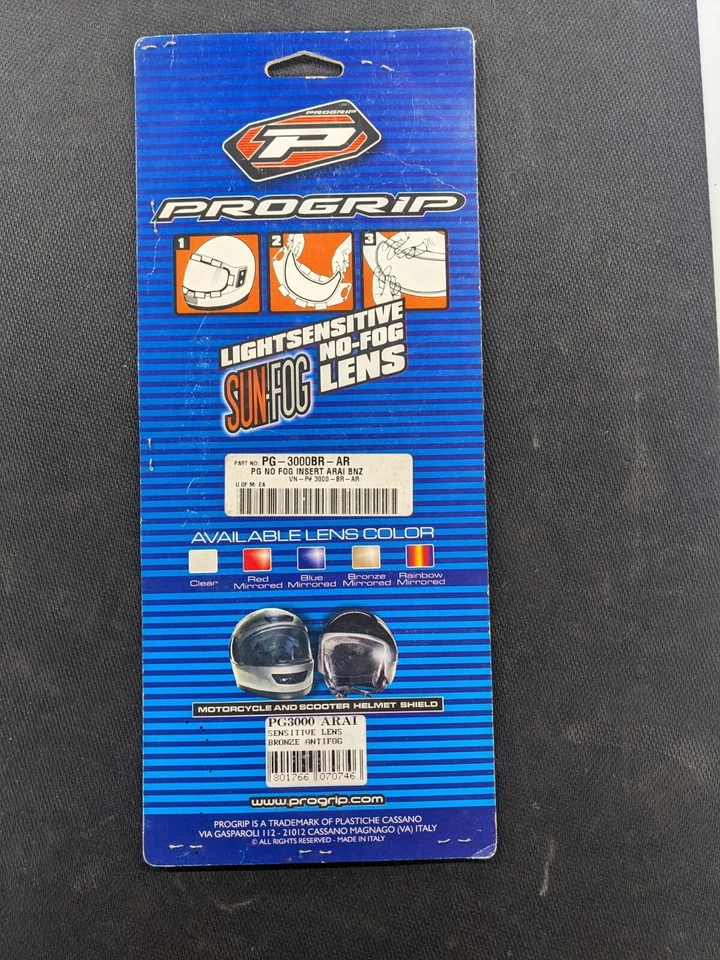 PROGRIP
P
PROGRIP
1 2 3
LIGHTSENSITIVE
SUN-FOG
NO-FOG
LENS
PART NO: PG-3000BR-AR
PG NO FOG INSERT ARAI BNZ
VN-P# 3000-BR-AR
U OF M: EA
AVAILABLE LENS COLOR
Clear
Red Mirrored
Blue Mirrored
Bronze Mirrored
Rainbow Mirrored
MOTORCYCLE AND SCOOTER HELMET SHIELD
PG3000 ARAI
SENSITIVE LENS
BRONZE ANTIFOG
801766 070746
www.progrip.com
PROGRIP IS A TRADEMARK OF PLASTICHE CASSANO
VIA GASPAROLI 112 - 21012 CASSANO MAGNAGO (VA) ITALY
© ALL RIGHTS RESERVED - MADE IN ITALY